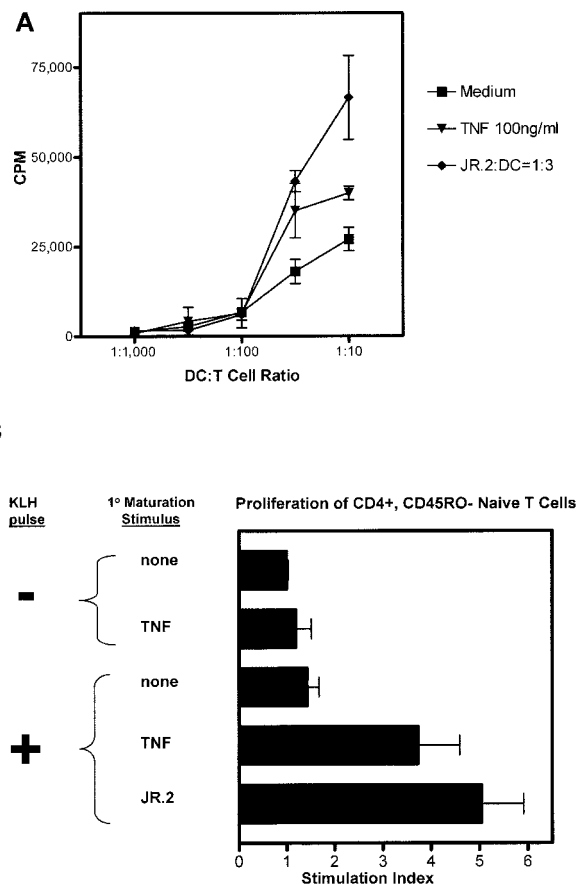 A
75,000
50,000
25,000
0
CPM
1:1,000 1:100 1:10
DC:T Cell Ratio
Medium
TNF 100ng/ml
JR.2:DC=1:3
KLH pulse
1º Maturation Stimulus
Proliferation of CD4+, CD45RO- Naive T Cells
-
none
TNF
+
none
TNF
JR.2
0 1 2 3 4 5 6
Stimulation Index